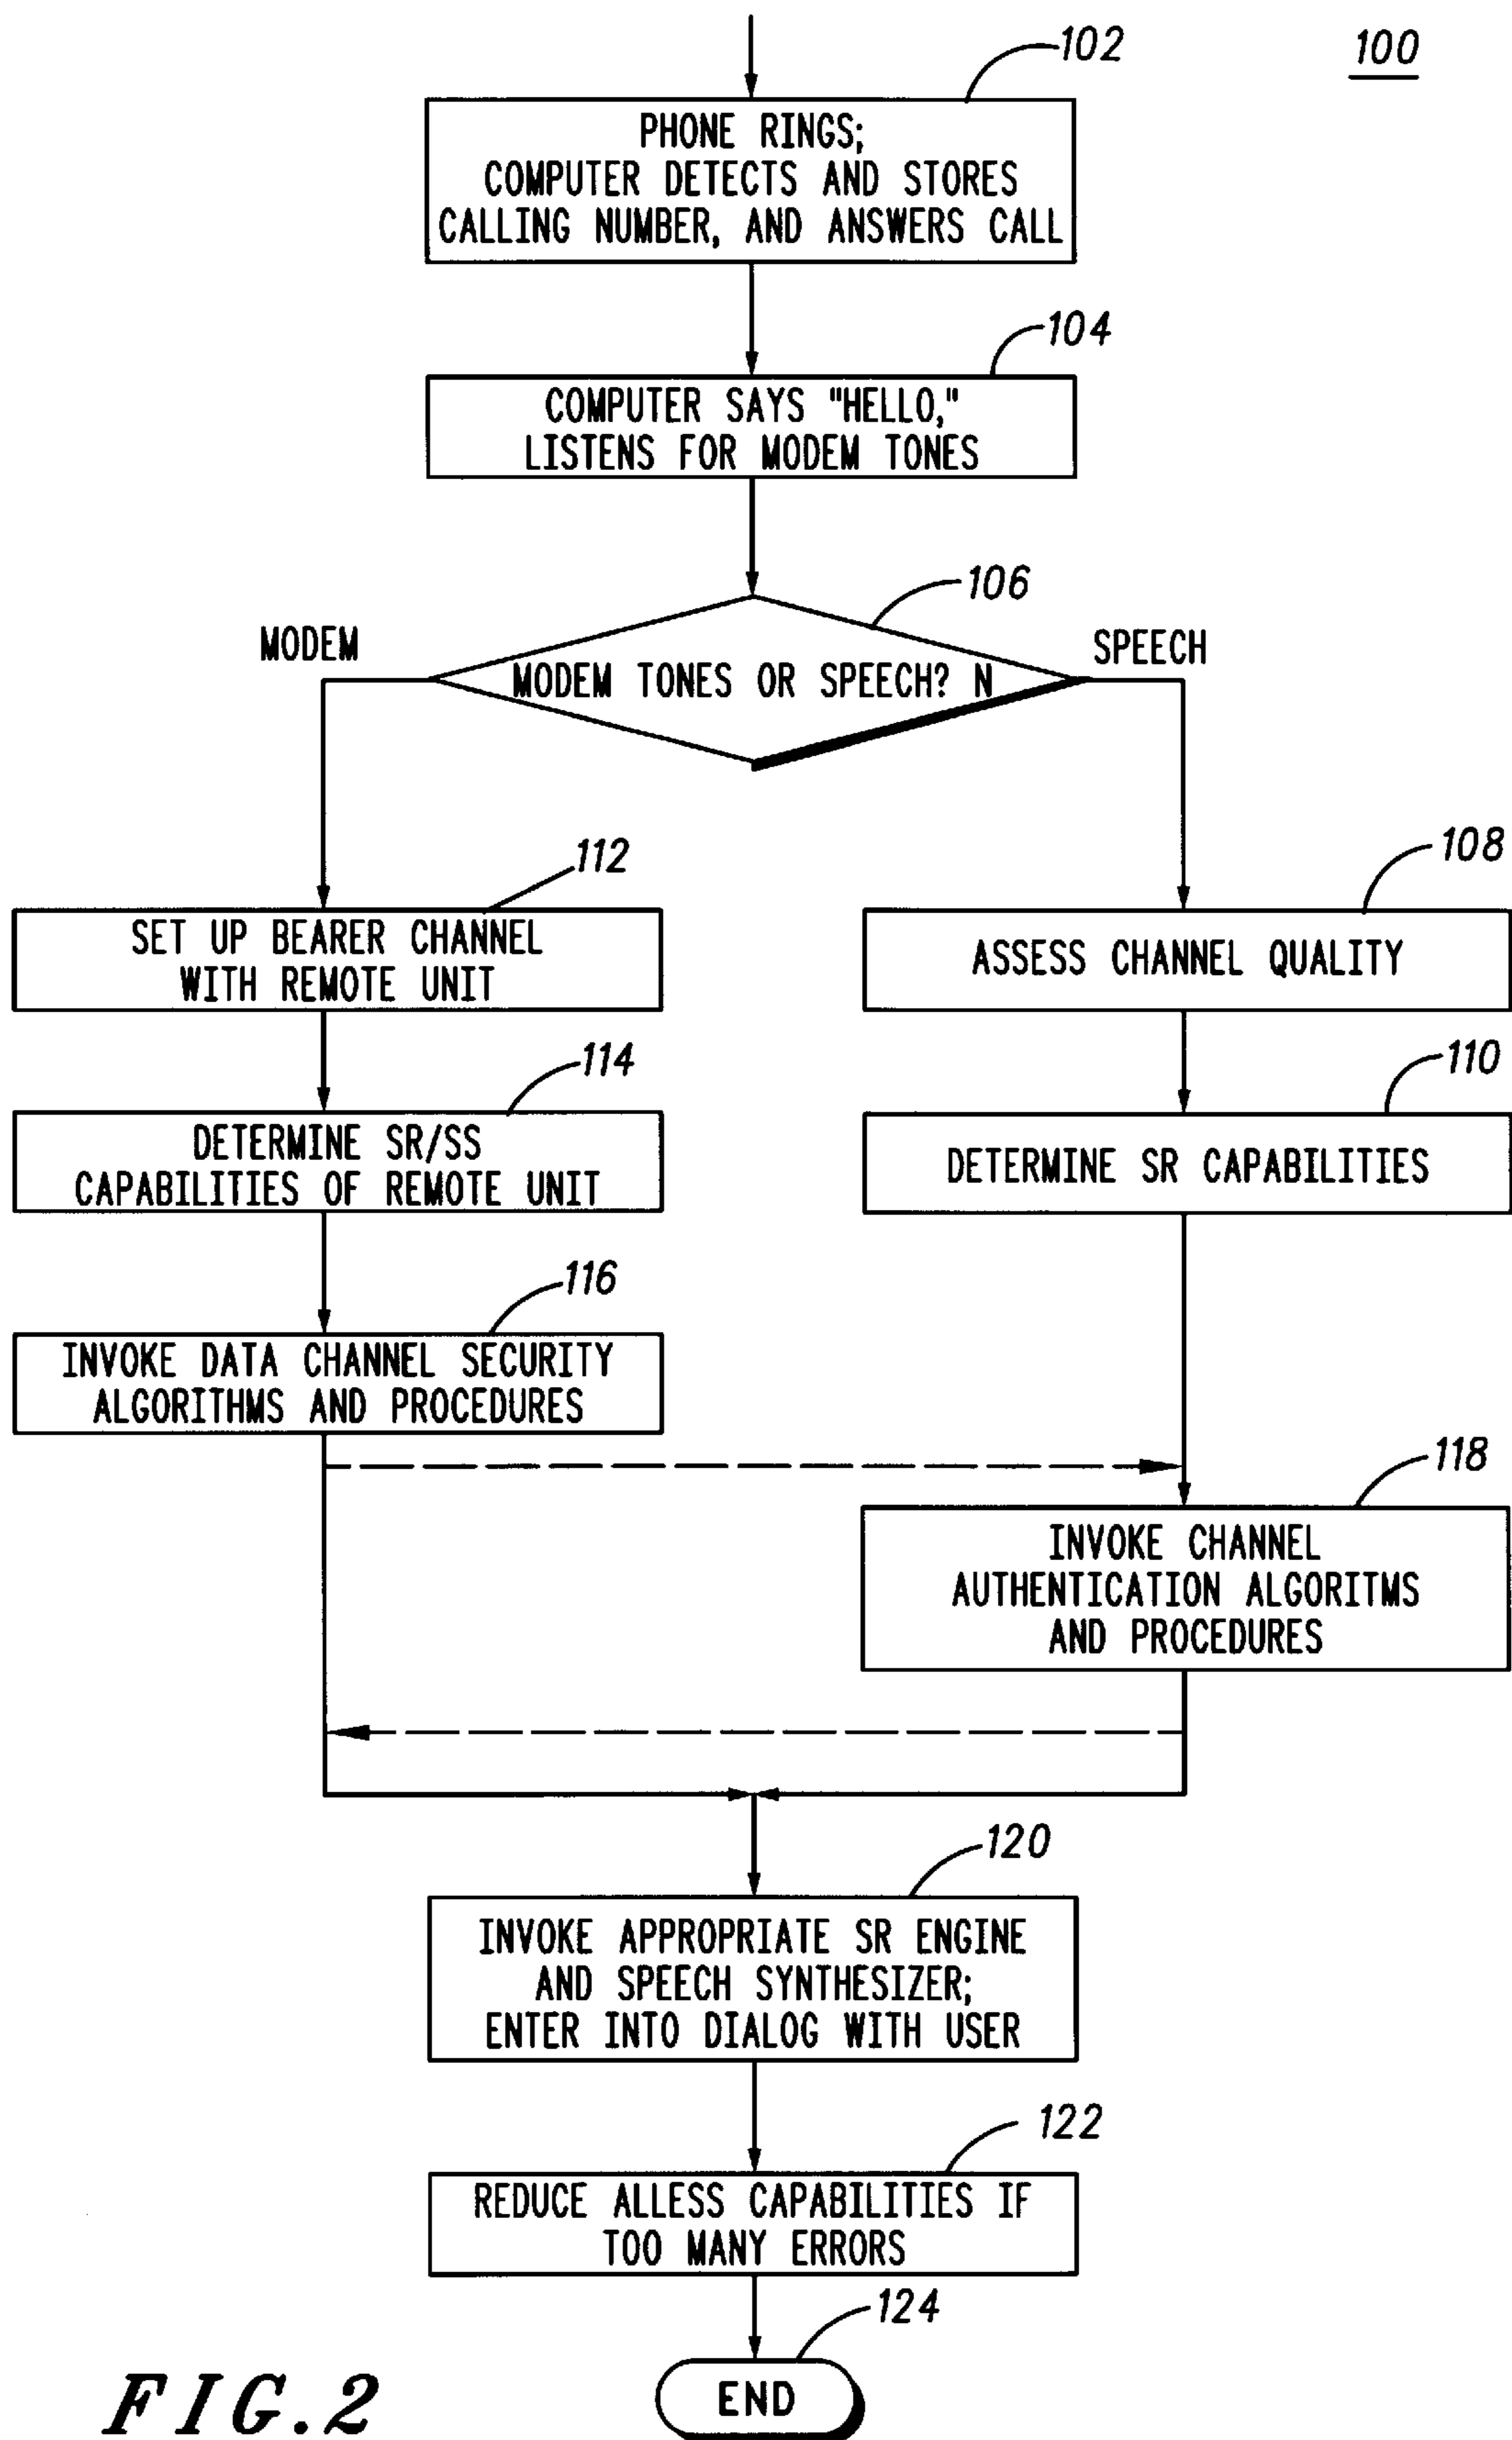 102
100
PHONE RINGS;
COMPUTER DETECTS AND STORES
CALLING NUMBER, AND ANSWERS CALL
104
COMPUTER SAYS "HELLO,"
LISTENS FOR MODEM TONES
106
MODEM
SPEECH
MODEM TONES OR SPEECH? N
112
108
SET UP BEARER CHANNEL
WITH REMOTE UNIT
ASSESS CHANNEL QUALITY
114
110
DETERMINE SR/SS
CAPABILITIES OF REMOTE UNIT
DETERMINE SR CAPABILITIES
116
INVOKE DATA CHANNEL SECURITY
ALGORITHMS AND PROCEDURES
118
INVOKE CHANNEL
AUTHENTICATION ALGORITMS
AND PROCEDURES
120
INVOKE APPROPRIATE SR ENGINE
AND SPEECH SYNTHESIZER;
ENTER INTO DIALOG WITH USER
122
REDUCE ALLESS CAPABILITIES IF
TOO MANY ERRORS
124
END
FIG.2